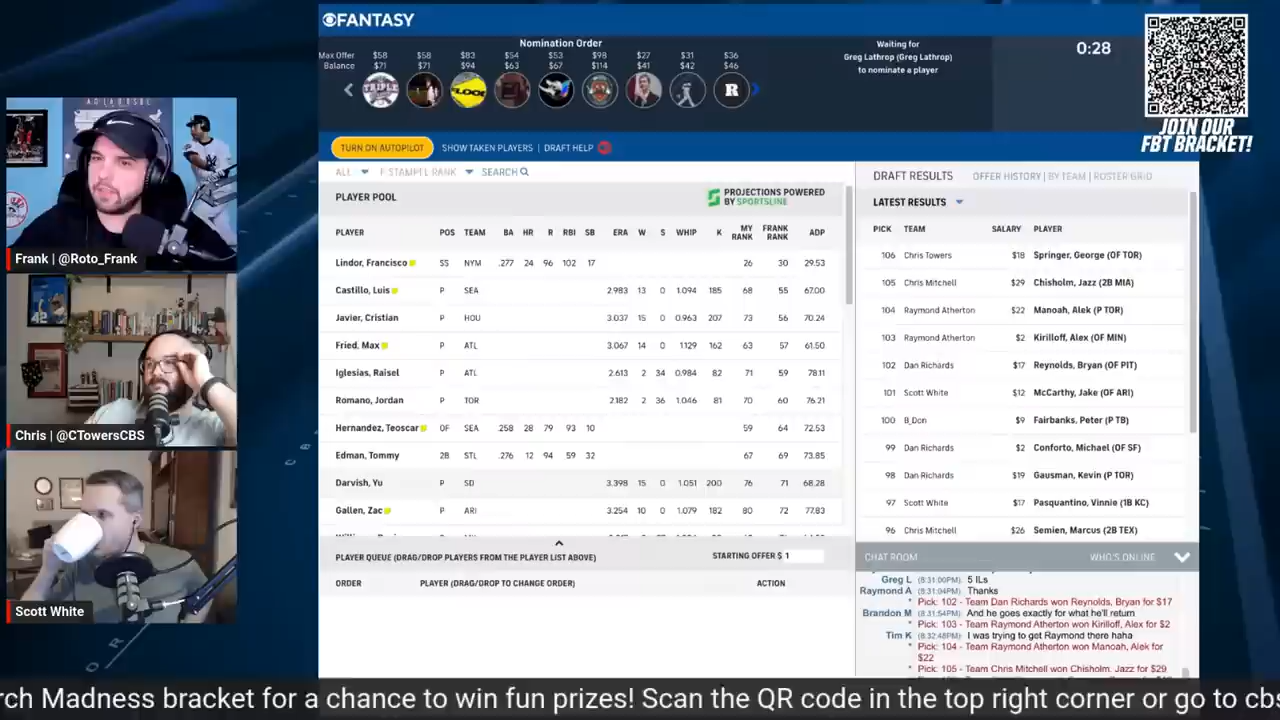 FANTASY
Nomination Order
Max Offer $58 $58 $83 $54 $53 $98 $27 $31 $36
Balance $71 $71 $94 $63 $67 $114 $41 $42 $46
TRIPLE
R
Waiting for
Greg Lathrop (Greg Lathrop)
to nominate a player
0:28
JOIN OUR
FBT BRACKET!
TURN ON AUTOPILOT SHOW TAKEN PLAYERS | DRAFT HELP
SEARCH
PLAYER POOL
PROJECTIONS POWERED
BY SPORTSLINE
PLAYER POS TEAM BA HR R RBI SB ERA W S WHIP K MY RANK FRANK RANK ADP
Lindor, Francisco SS NYM .277 24 96 102 17 26 30 29.53
Castillo, Luis P SEA 2.983 13 0 1.094 185 68 55 67.00
Javier, Cristian P HOU 3.037 15 0 0.963 207 73 56 70.24
Fried, Max P ATL 3.067 14 0 1.129 162 63 57 61.50
Iglesias, Raisel P ATL 2.613 2 34 0.984 82 71 59 78.11
Romano, Jordan P TOR 2.182 2 36 1.046 81 70 60 76.21
Hernandez, Teoscar OF SEA .258 28 79 93 10 59 64 72.53
Edman, Tommy 2B STL .276 12 94 59 32 67 69 73.85
Darvish, Yu P SD 3.398 15 0 1.051 200 76 71 68.28
Gallen, Zac P ARI 3.254 10 0 1.079 182 80 72 77.83
PLAYER QUEUE (DRAG/DROP PLAYERS FROM THE PLAYER LIST ABOVE) STARTING OFFER $ 1
ORDER PLAYER (DRAG/DROP TO CHANGE ORDER) ACTION
DRAFT RESULTS OFFER HISTORY | BY TEAM | ROSTER GRID
LATEST RESULTS
PICK TEAM SALARY PLAYER
106 Chris Towers $18 Springer, George (OF TOR)
105 Chris Mitchell $29 Chisholm, Jazz (2B MIA)
104 Raymond Atherton $22 Manoah, Alek (P TOR)
103 Raymond Atherton $2 Kirilloff, Alex (OF MIN)
102 Dan Richards $17 Reynolds, Bryan (OF PIT)
101 Scott White $12 McCarthy, Jake (OF ARI)
100 B_Don $9 Fairbanks, Peter (P TB)
99 Dan Richards $2 Conforto, Michael (OF SF)
98 Dan Richards $19 Gausman, Kevin (P TOR)
97 Scott White $17 Pasquantino, Vinnie (1B KC)
96 Chris Mitchell $26 Semien, Marcus (2B TEX)
CHAT ROOM WHO'S ONLINE
Greg L (8:31:00PM): 5 ILs
Raymond A (8:31:04PM): Thanks
* Pick: 102 - Team Dan Richards won Reynolds, Bryan for $17
Brandon M (8:31:54PM): And he goes exactly for what he'll return
* Pick: 103 - Team Raymond Atherton won Kirilloff, Alex for $2
Tim K (8:32:48PM): I was trying to get Raymond there haha
* Pick: 104 - Team Raymond Atherton won Manoah, Alek for
$22
* Pick: 105 - Team Chris Mitchell won Chisholm, Jazz for $29
Frank | @Roto_Frank
Chris | @CTowersCBS
Scott White
rch Madness bracket for a chance to win fun prizes! Scan the QR code in the top right corner or go to cbs